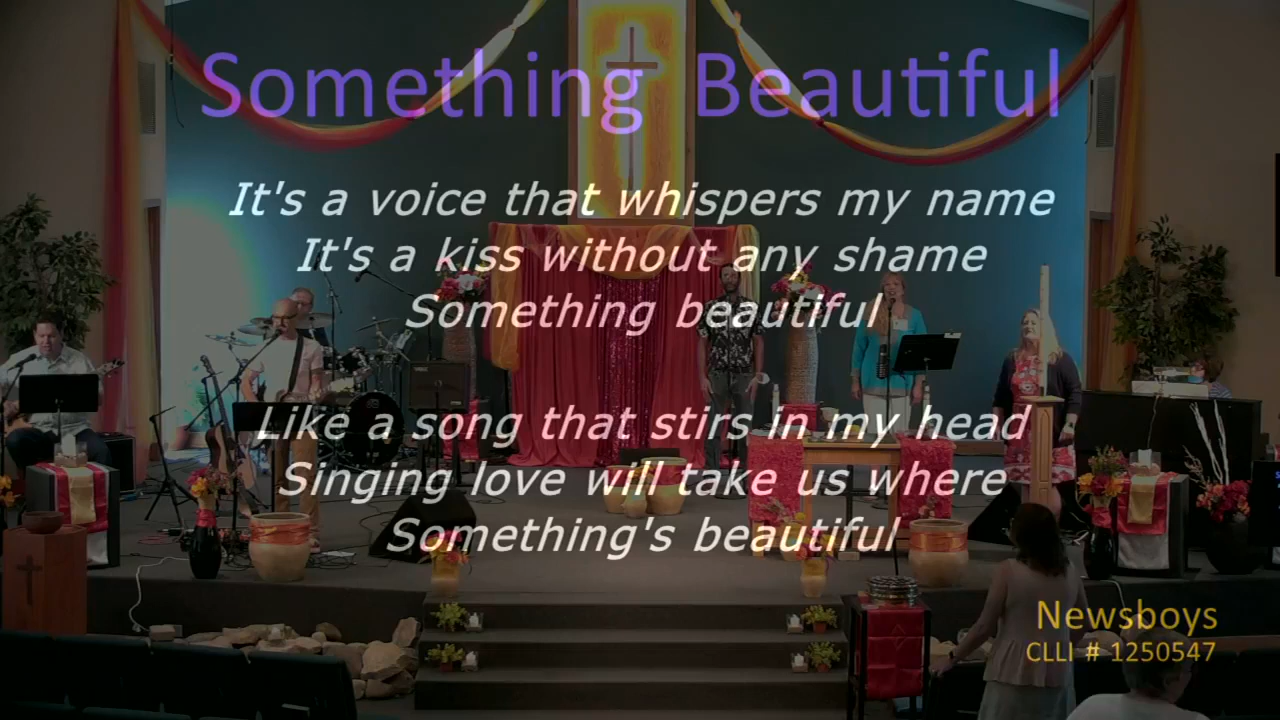 Something Beautiful
It's a voice that whispers my name
It's a kiss without any shame
Something beautiful
Like a song that stirs in my head
Singing love will take us where
Something's beautiful
Newsboys
CLLI # 1250547